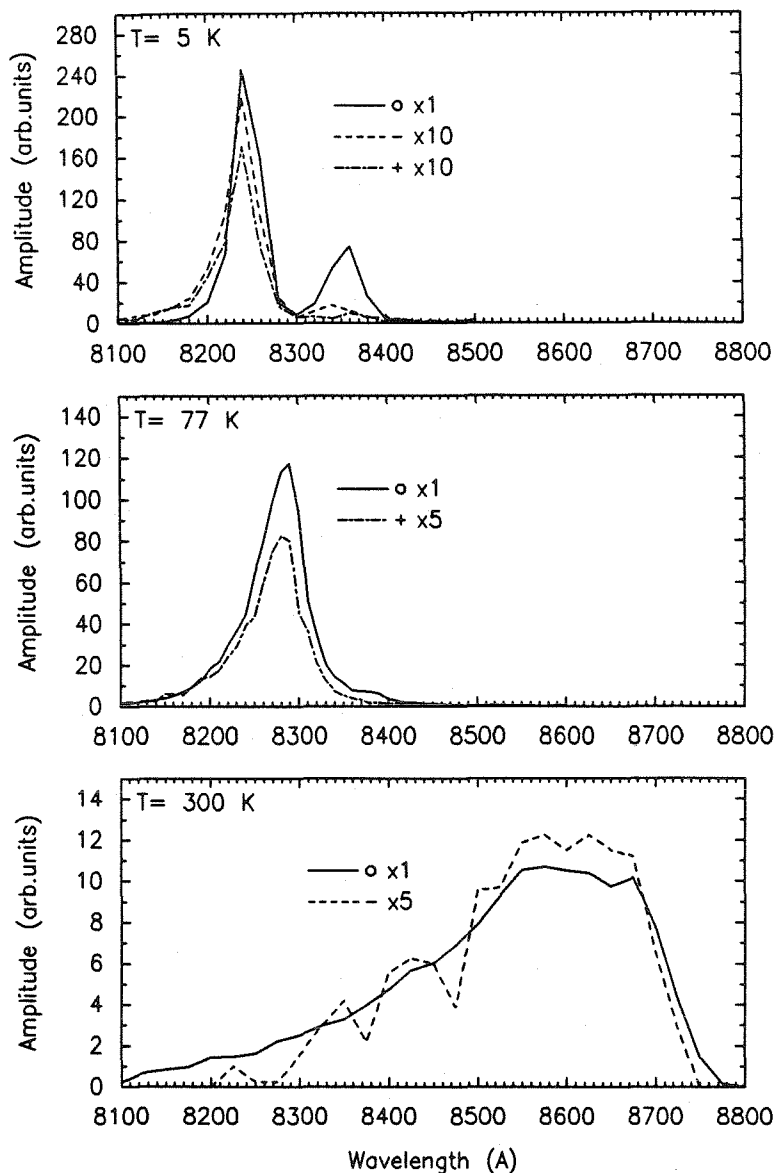 T= 5 K
Amplitude (arb.units)
280
240
200
160
120
80
40
0
o x1
- x10
+ x10
8100 8200 8300 8400 8500 8600 8700 8800
T= 77 K
Amplitude (arb.units)
140
120
100
80
60
40
20
0
o x1
+ x5
8100 8200 8300 8400 8500 8600 8700 8800
T= 300 K
Amplitude (arb.units)
14
12
10
8
6
4
2
0
o x1
- x5
8100 8200 8300 8400 8500 8600 8700 8800
Wavelength (A)